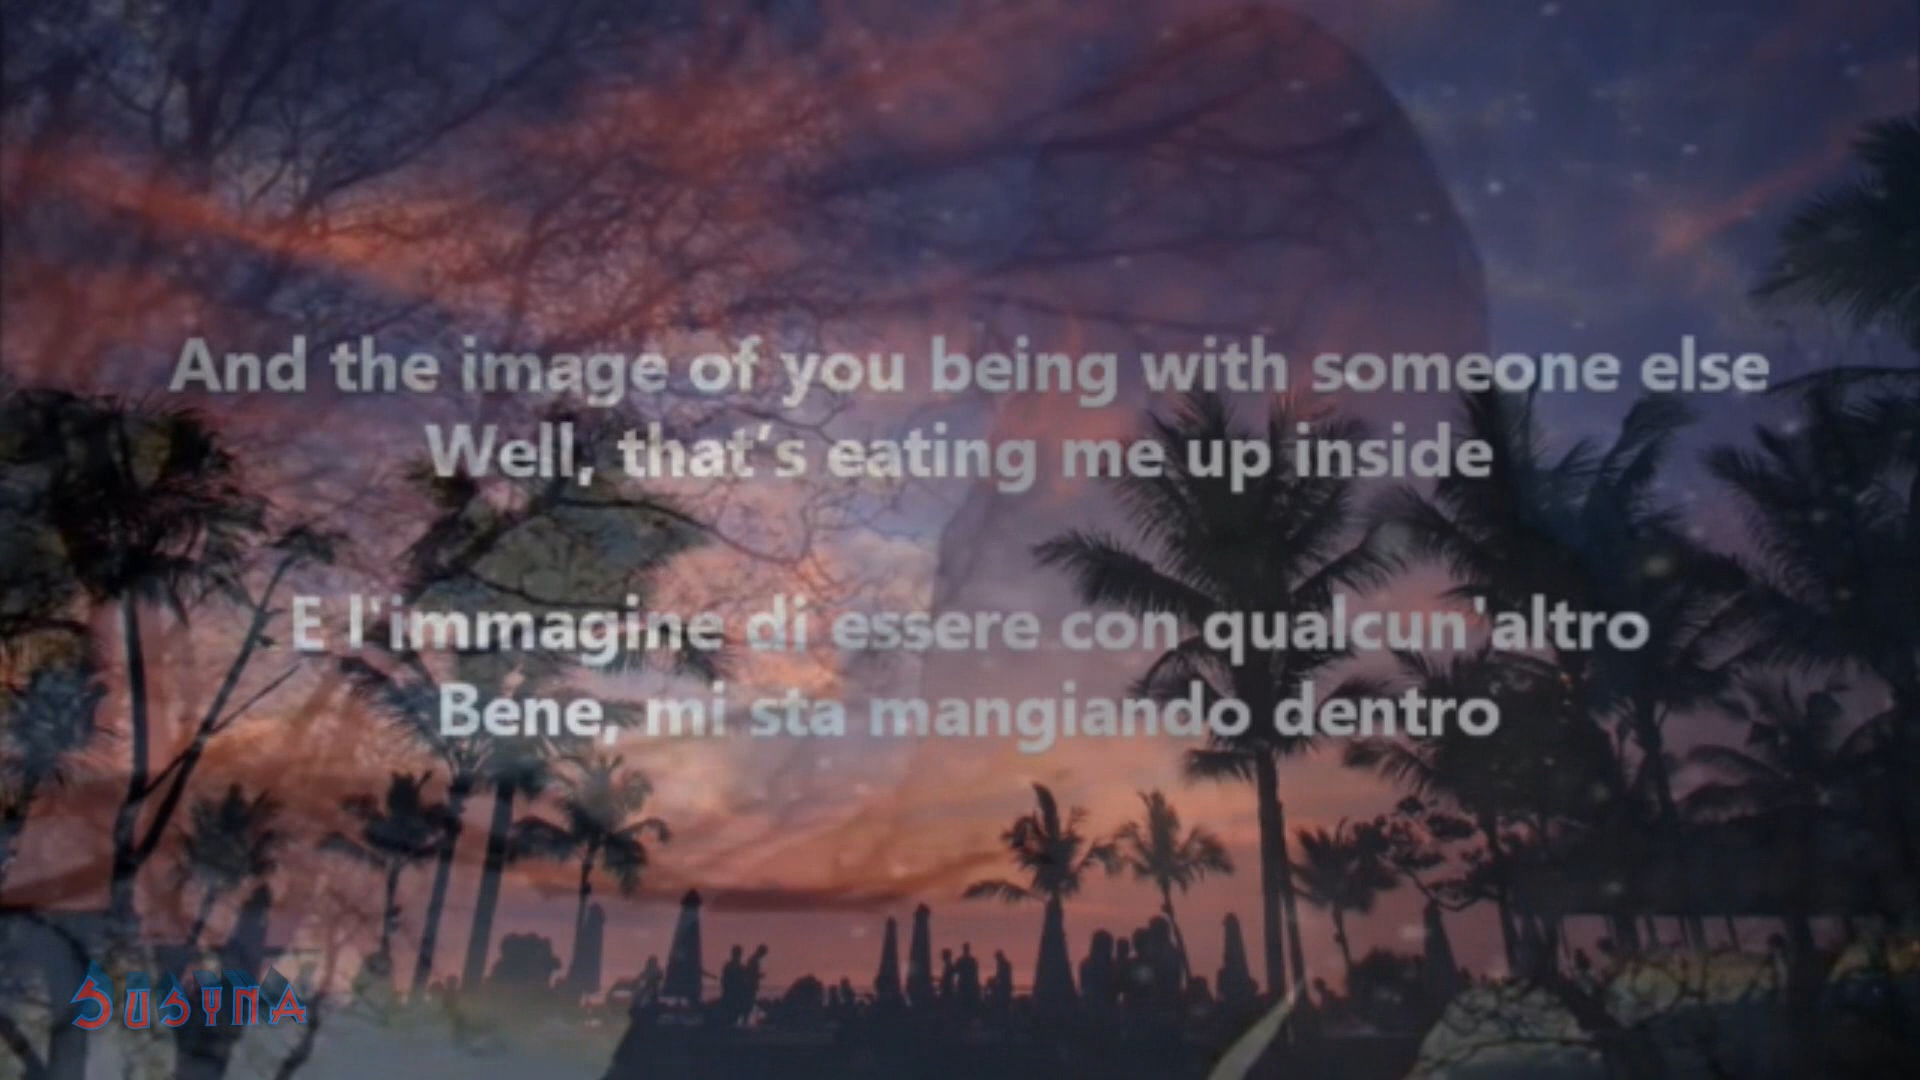 And the image of you being with someone else
Well, that’s eating me up inside
E l'immagine di essere con qualcun'altro
Bene, mi sta mangiando dentro
SUSYNA